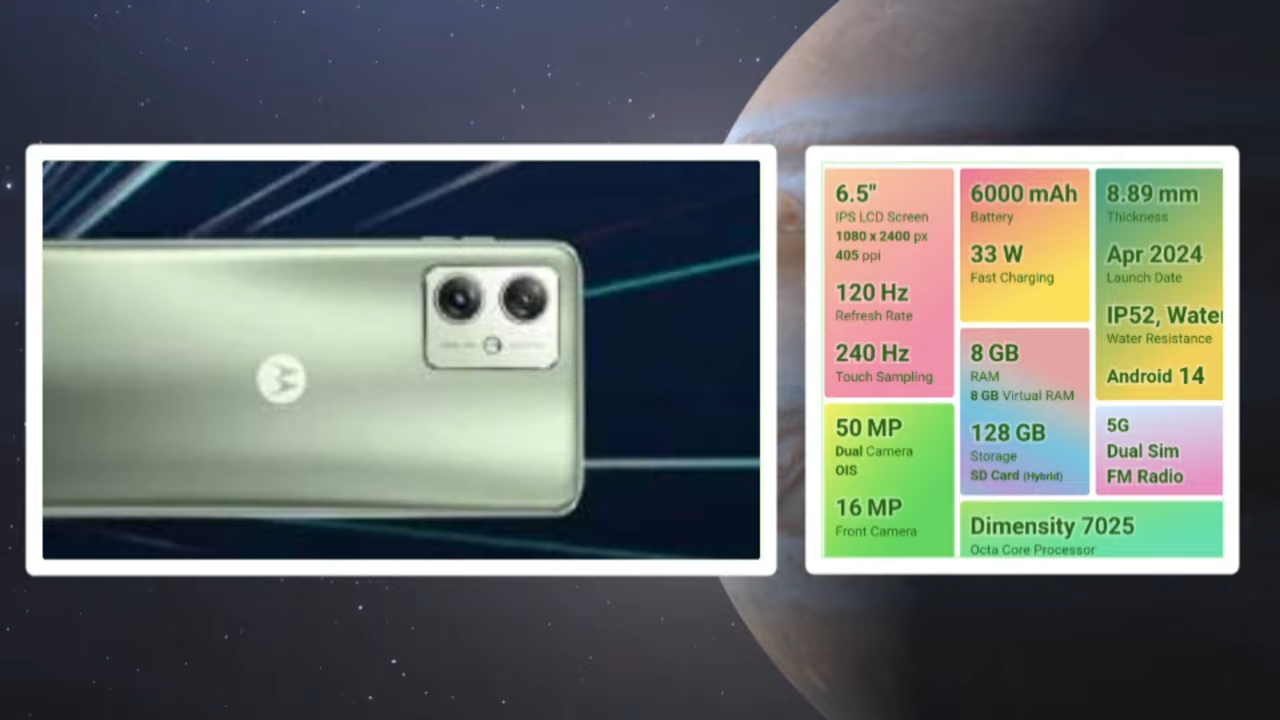 6.5"
IPS LCD Screen
1080 x 2400 px
405 ppi
120 Hz
Refresh Rate
240 Hz
Touch Sampling
50 MP
Dual Camera
OIS
16 MP
Front Camera
6000 mAh
Battery
33 W
Fast Charging
8 GB
RAM
8 GB Virtual RAM
128 GB
Storage
SD Card (Hybrid)
8.89 mm
Thickness
Apr 2024
Launch Date
IP52, Water
Water Resistance
Android 14
5G
Dual Sim
FM Radio
Dimensity 7025
Octa Core Processor